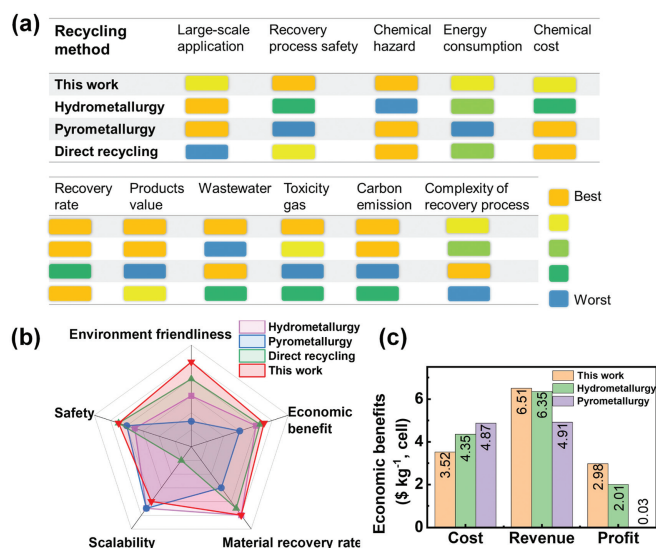 (a)
Recycling method
Large-scale application
Recovery process safety
Chemical hazard
Energy consumption
Chemical cost
This work
Hydrometallurgy
Pyrometallurgy
Direct recycling
Recovery rate
Products value
Wastewater
Toxicity gas
Carbon emission
Complexity of recovery process
Best
Worst
(b)
Environment friendliness
Hydrometallurgy
Pyrometallurgy
Direct recycling
This work
Safety
Economic benefit
Scalability
Material recovery rate
(c)
Economic benefits
($ kg-1, cell)
6
4
2
0
This work
Hydrometallurgy
Pyrometallurgy
3.52
4.35
4.87
6.51
6.35
4.91
2.98
2.01
0.03
Cost
Revenue
Profit